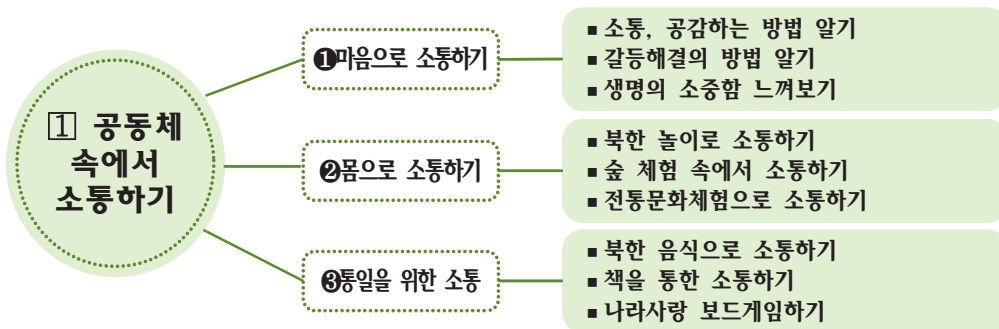 1 공동체
속에서
소통하기
❶마음으로 소통하기
▪소통, 공감하는 방법 알기
▪갈등해결의 방법 알기
▪생명의 소중함 느껴보기
❷몸으로 소통하기
▪북한 놀이로 소통하기
▪숲 체험 속에서 소통하기
▪전통문화체험으로 소통하기
❸통일을 위한 소통
▪북한 음식으로 소통하기
▪책을 통한 소통하기
▪나라사랑 보드게임하기